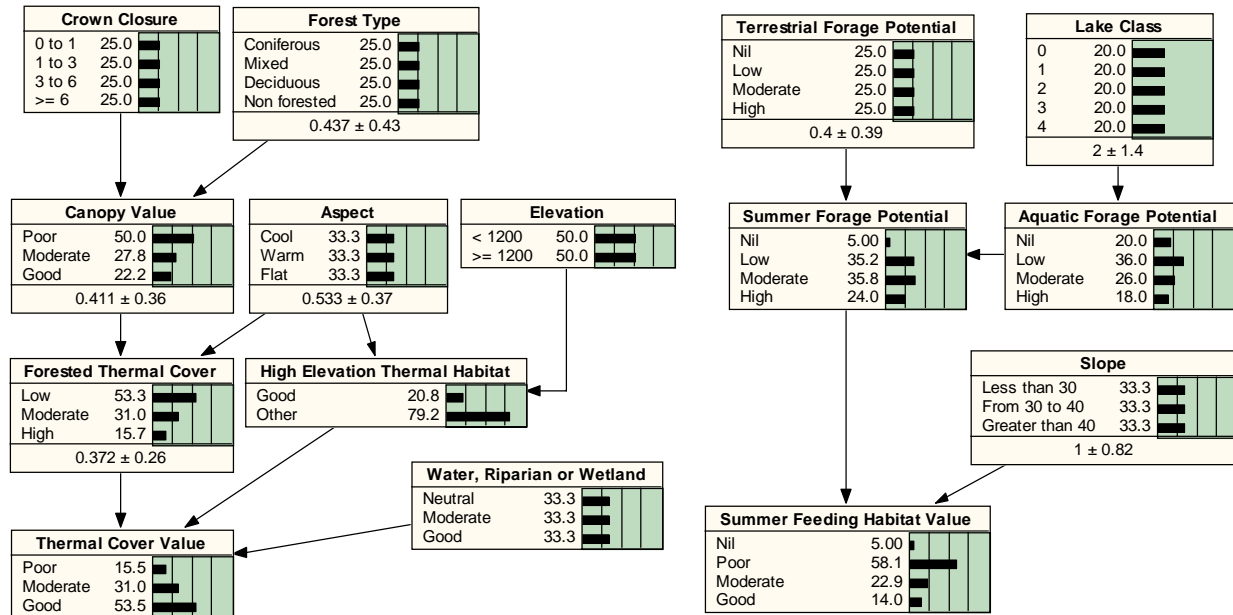 Crown Closure
0 to 1 25.0
1 to 3 25.0
3 to 6 25.0
>= 6 25.0
Forest Type
Coniferous 25.0
Mixed 25.0
Deciduous 25.0
Non forested 25.0
0.437 ± 0.43
Terrestrial Forage Potential
Nil 25.0
Low 25.0
Moderate 25.0
High 25.0
0.4 ± 0.39
Lake Class
0 20.0
1 20.0
2 20.0
3 20.0
4 20.0
2 ± 1.4
Canopy Value
Poor 50.0
Moderate 27.8
Good 22.2
0.411 ± 0.36
Aspect
Cool 33.3
Warm 33.3
Flat 33.3
0.533 ± 0.37
Elevation
< 1200 50.0
>= 1200 50.0
Summer Forage Potential
Nil 5.00
Low 35.2
Moderate 35.8
High 24.0
Aquatic Forage Potential
Nil 20.0
Low 36.0
Moderate 26.0
High 18.0
Forested Thermal Cover
Low 53.3
Moderate 31.0
High 15.7
0.372 ± 0.26
High Elevation Thermal Habitat
Good 20.8
Other 79.2
Slope
Less than 30 33.3
From 30 to 40 33.3
Greater than 40 33.3
1 ± 0.82
Water, Riparian or Wetland
Neutral 33.3
Moderate 33.3
Good 33.3
Thermal Cover Value
Poor 15.5
Moderate 31.0
Good 53.5
Summer Feeding Habitat Value
Nil 5.00
Poor 58.1
Moderate 22.9
Good 14.0